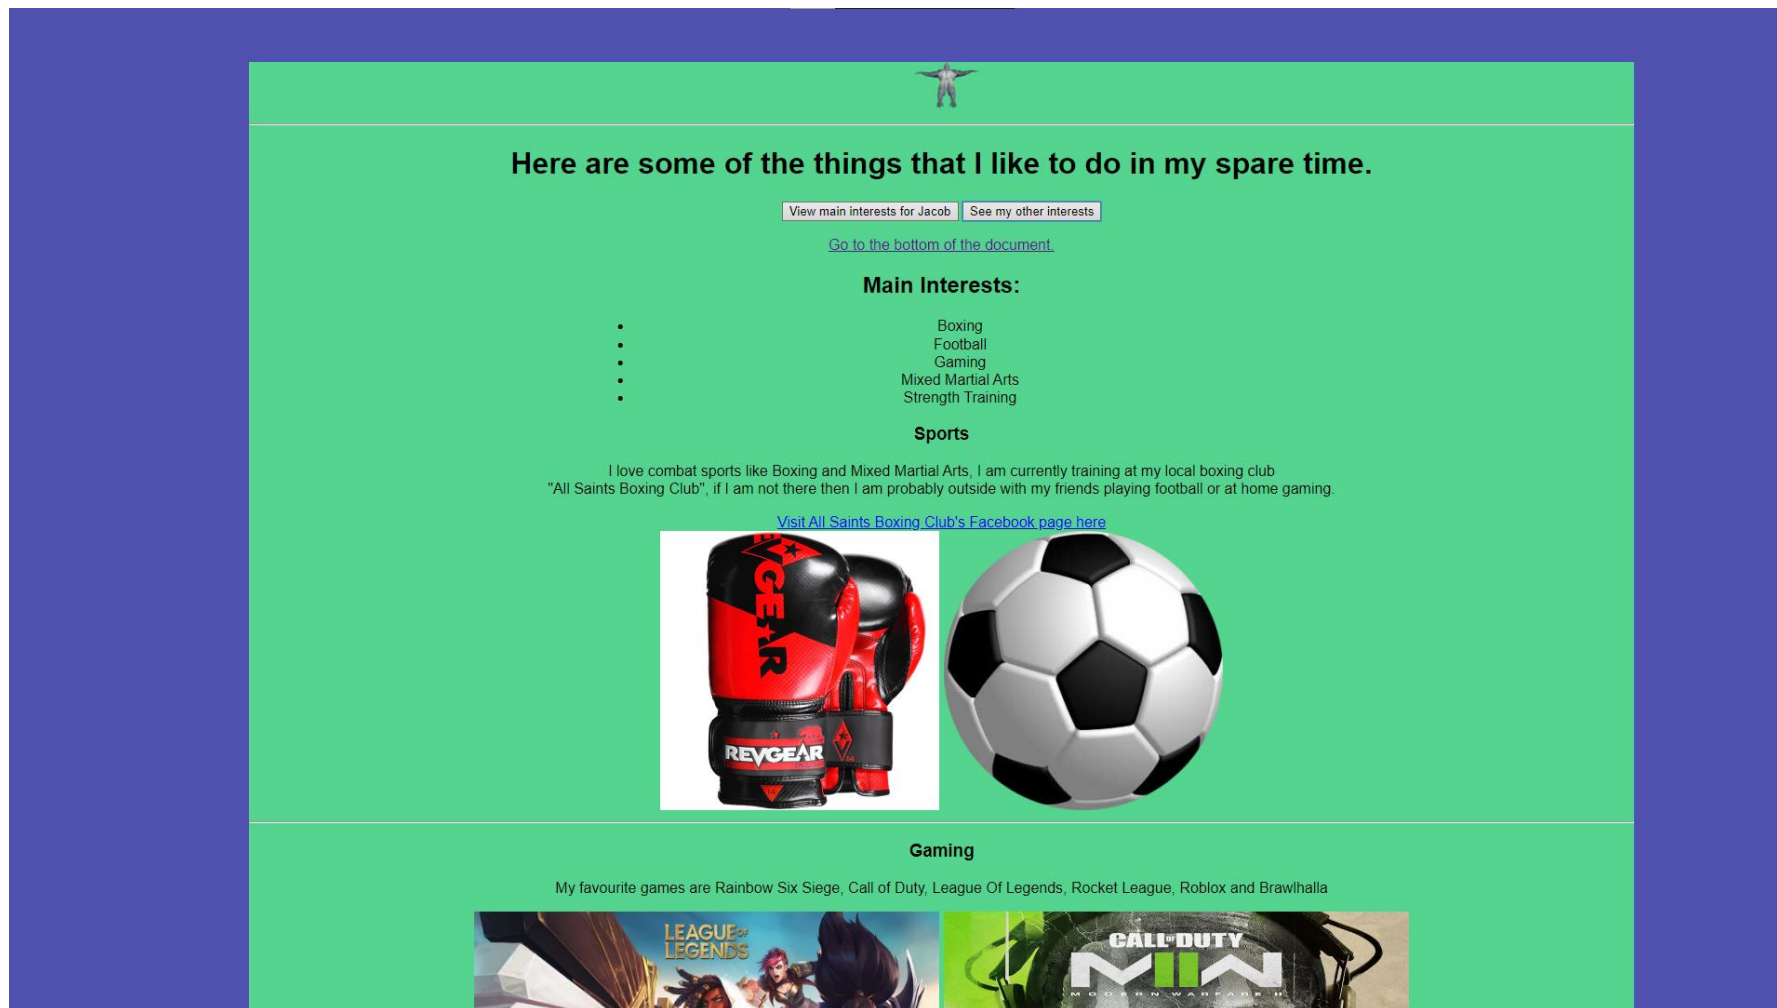 Here are some of the things that I like to do in my spare time.
View main interests for Jacob See my other interests
Go to the bottom of the document.
Main Interests:
Boxing
Football
Gaming
Mixed Martial Arts
Strength Training
Sports
I love combat sports like Boxing and Mixed Martial Arts, I am currently training at my local boxing club
"All Saints Boxing Club", if I am not there then I am probably outside with my friends playing football or at home gaming.
Visit All Saints Boxing Club's Facebook page here
EVGEAR
REVGEAR
14
Gaming
My favourite games are Rainbow Six Siege, Call of Duty, League Of Legends, Rocket League, Roblox and Brawlhalla
LEAGUE OF
LEGENDS
CALL OF DUTY
MWII
MODERN WARFARE II